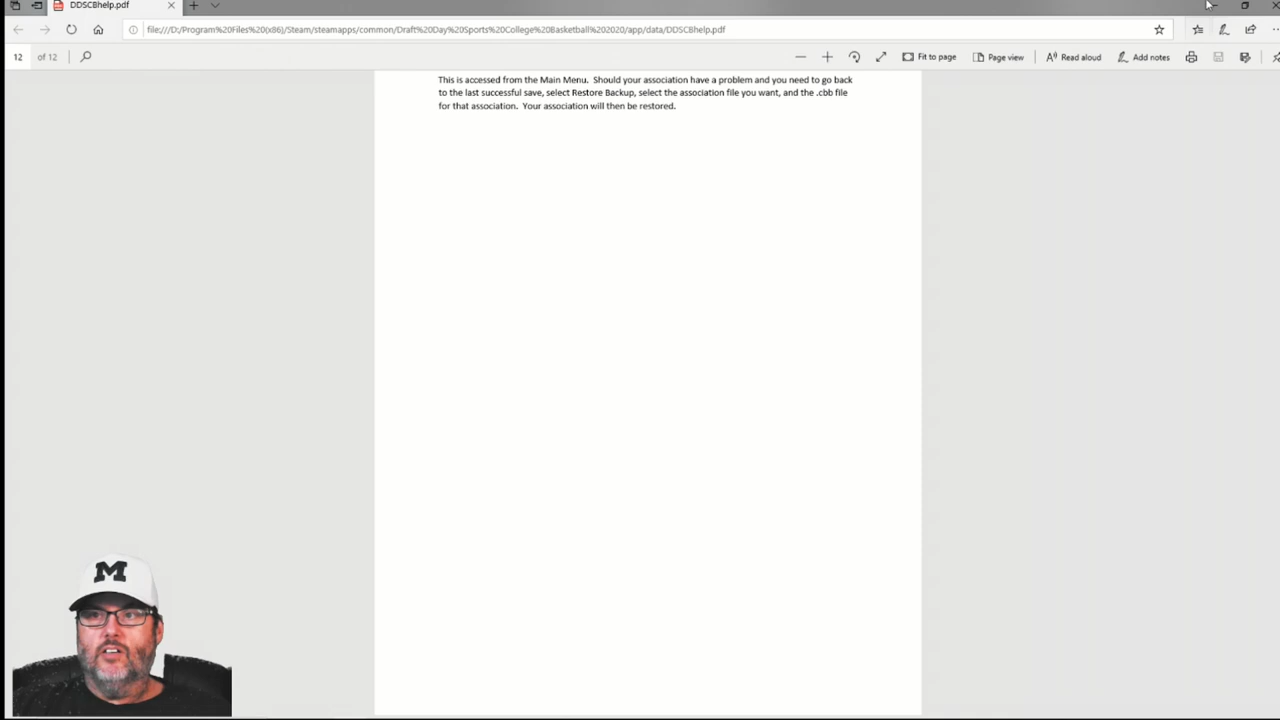 DDSCBhelp.pdf
file:///D:/Program%20Files%20(x86)/Steam/steamapps/common/Draft%20Day%20Sports%20College%20Basketball%202020/app/data/DDSCBhelp.pdf
12 of 12 Fit to page Page view Read aloud Add notes
This is accessed from the Main Menu. Should your association have a problem and you need to go back
to the last successful save, select Restore Backup, select the association file you want, and the .cbb file
for that association. Your association will then be restored.
M